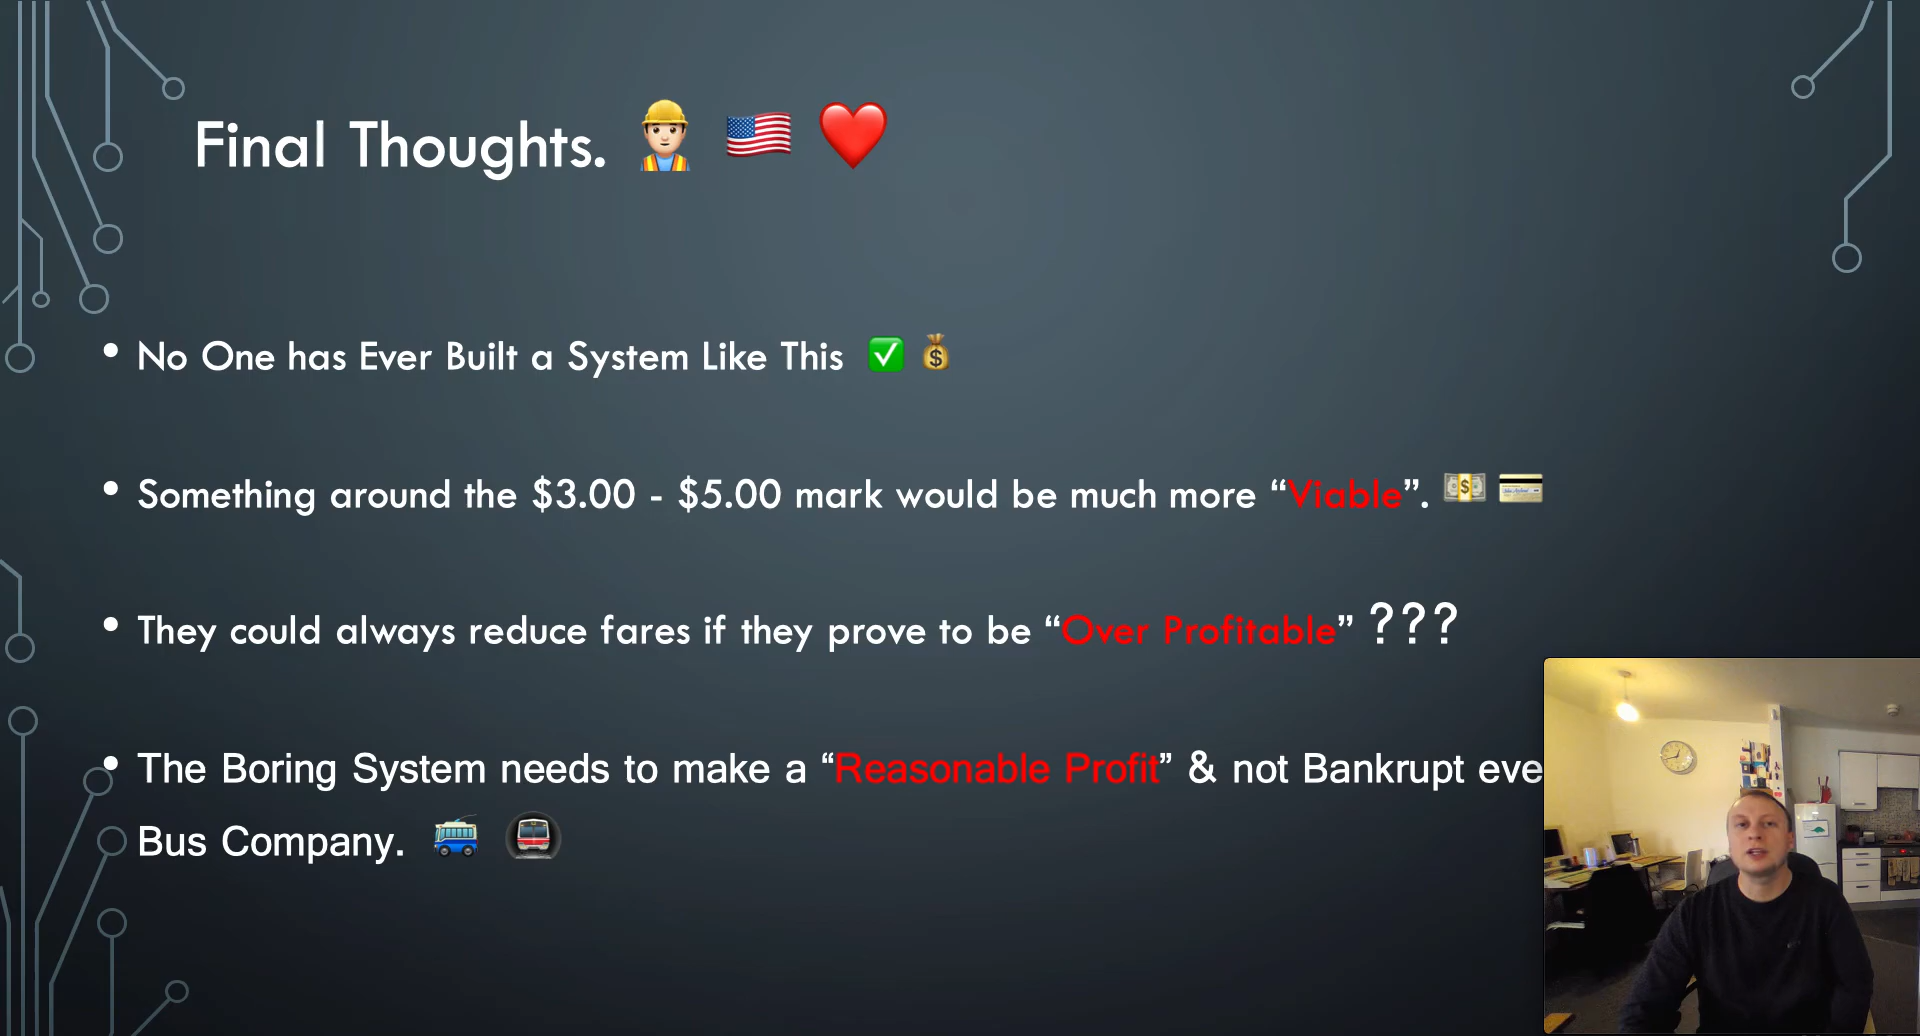 Final Thoughts. 👷🏻‍♂️ 🇺🇸 ❤️
• No One has Ever Built a System Like This ✅ 💰
• Something around the $3.00 - $5.00 mark would be much more “Viable”. 💵 💳
• They could always reduce fares if they prove to be “Over Profitable” ???
• The Boring System needs to make a “Reasonable Profit” & not Bankrupt eve
Bus Company. 🚎 🚇